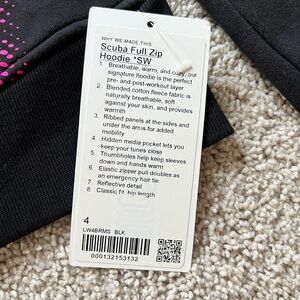 WHY WE MADE THIS
Scuba Full Zip
Hoodie *SW
1 Breathable, warm, and cozy, our
signature hoodie is the perfect
pre- and post-workout layer
2 Blended cotton fleece fabric is
naturally breathable, soft
against your skin, and provides
warmth
3 Ribbed panels at the sides and
under the arms for added
mobility
4 Hidden media pocket lets you
keep your tunes close
5 Thumbholes help keep sleeves
down and hands warm
6 Elastic zipper pull doubles as
an emergency hair tie
7 Reflective detail
8 Classic fit, hip length
4
LW4BRMS BLK
000132153132